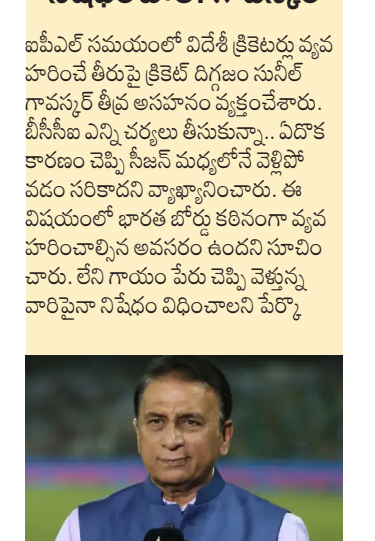 ఐపీఎల్ సమయంలో విదేశీ క్రికెటర్లు వ్యవ
హరించే తీరుపై క్రికెట్ దిగ్గజం సునీల్
గావస్కర్ తీవ్ర అసహనం వ్యక్తంచేశారు.
బీసీసీఐ ఎన్ని చర్యలు తీసుకున్నా.. ఏదొక
కారణం చెప్పి సీజన్ మధ్యలోనే వెళ్లిపో
వడం సరికాదని వ్యాఖ్యానించారు. ఈ
విషయంలో భారత బోర్డు కఠినంగా వ్యవ
హరించాల్సిన అవసరం ఉందని సూచిం
చారు. లేని గాయం పేరు చెప్పి వెళ్తున్న
వారిపైనా నిషేధం విధించాలని పేర్కొ